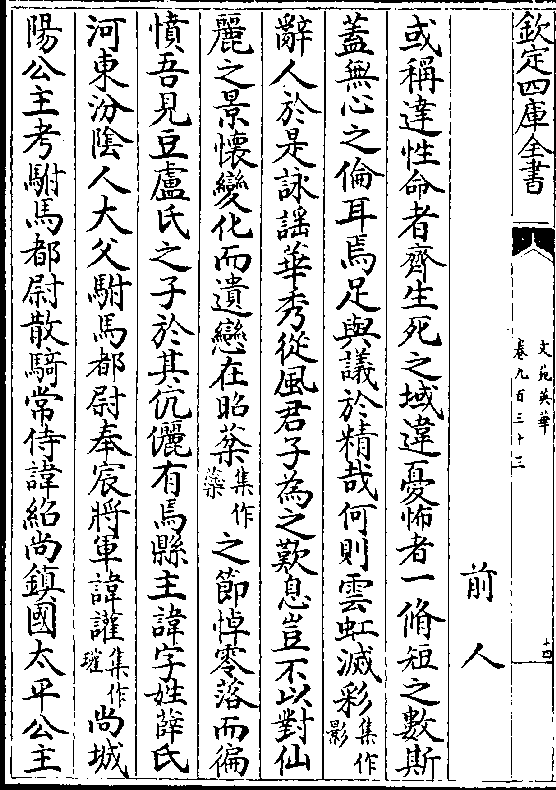 欽定四庫全書
文苑英華
卷九百三十三
十四
前人
或稱達性命者齊生死之域違憂怖者一脩短之數斯
蓋無心之倫耳焉足與議於精哉何則雲虹滅彩集作影
辭人於是詠謡華秀從風君子為之歎息豈不以對仙
麗之景懷變化而遺戀在昭蘂集作藥之節悼零落而徧
憤吾見豆盧氏之子於其伉儷有焉縣主諱字姓薛氏
河東汾陰人大父駙馬都尉奉宸將軍諱讙集作瓘尚城
陽公主考駙馬都尉散騎常侍諱紹尚鎮國太平公主